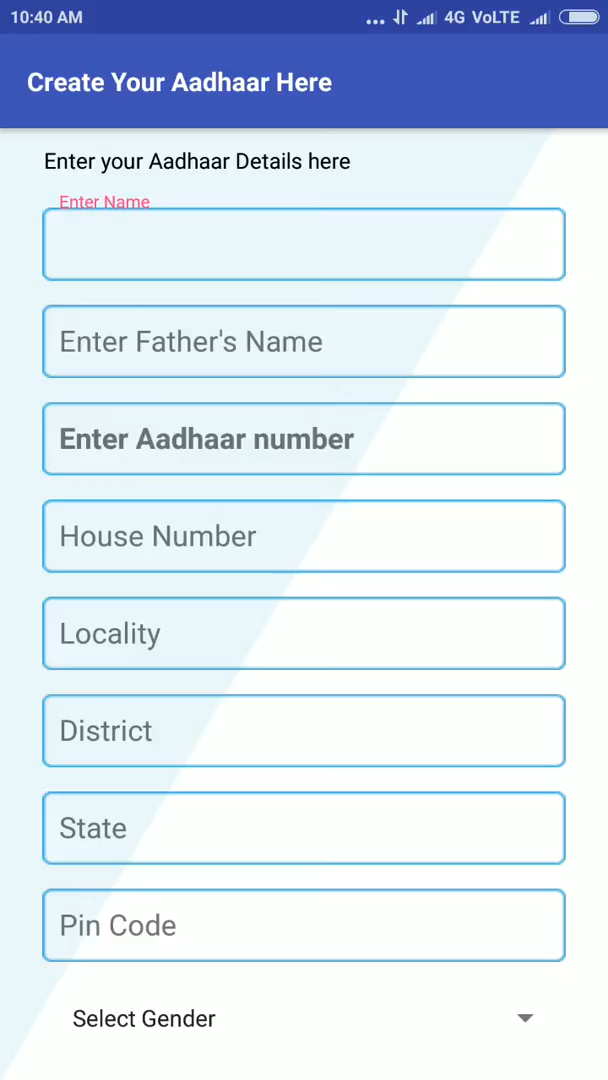 10:40 AM
... 4G VoLTE
Create Your Aadhaar Here
Enter your Aadhaar Details here
Enter Name
Enter Father's Name
Enter Aadhaar number
House Number
Locality
District
State
Pin Code
Select Gender